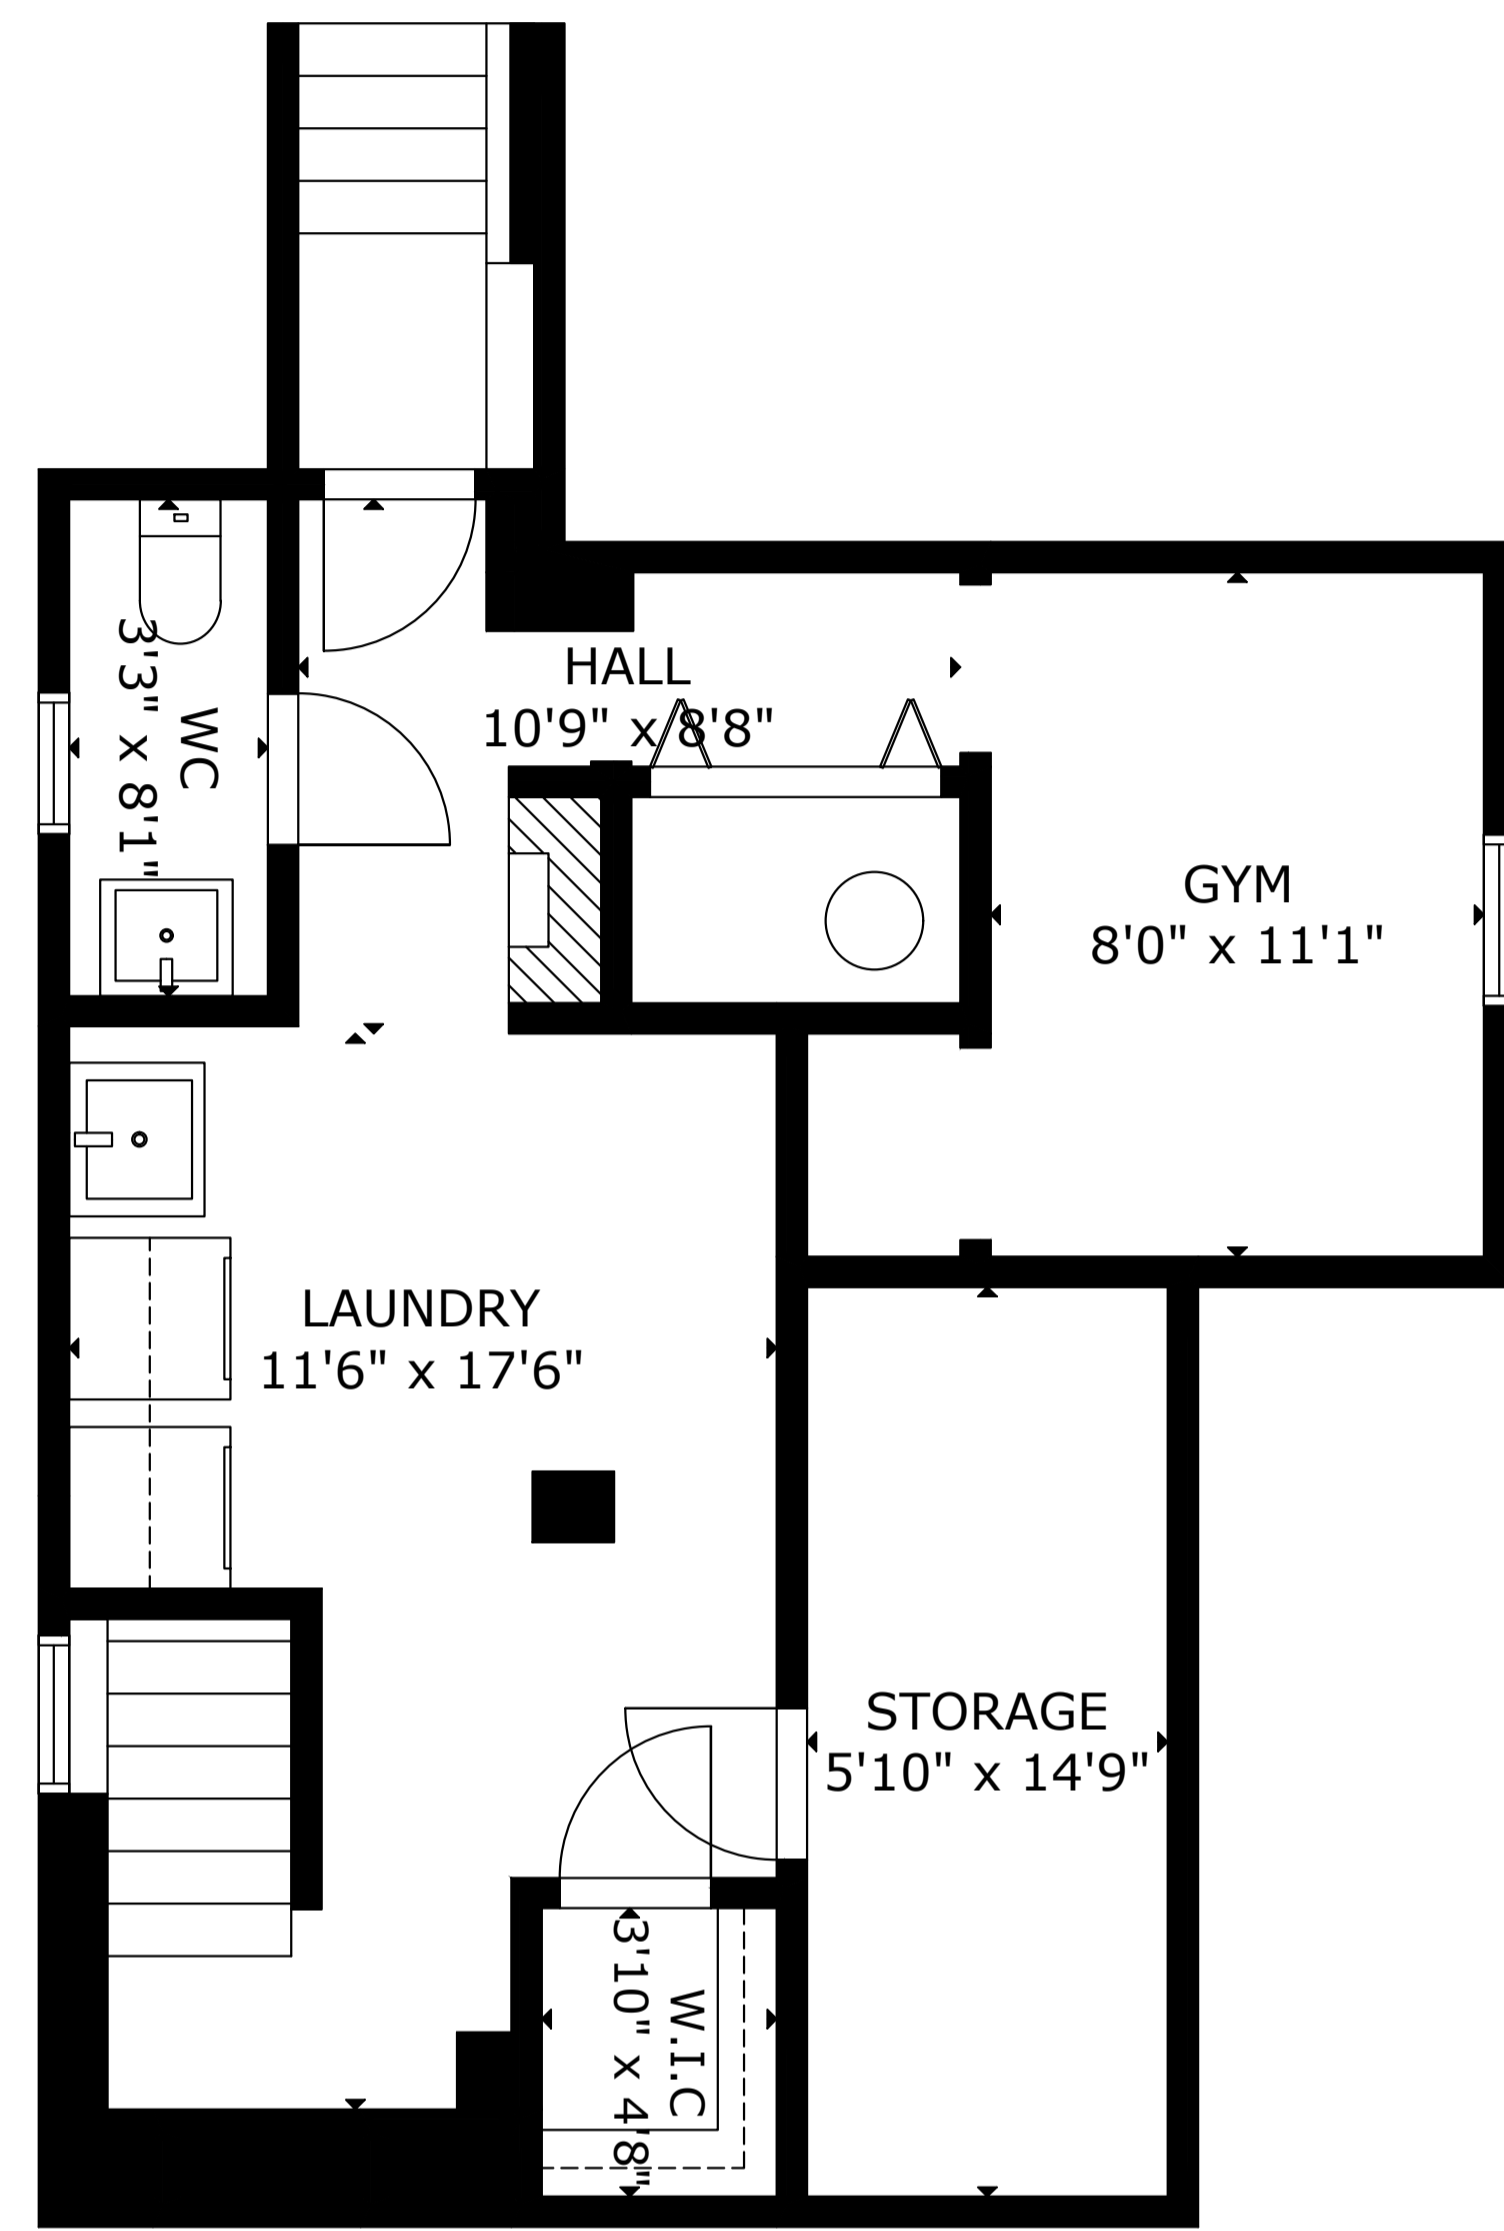 HALL
10'9" x 8'8"
WC
3'3" x 8'1"
GYM
8'0" x 11'1"
LAUNDRY
11'6" x 17'6"
STORAGE
5'10" x 14'9"
W.I.C
3'10" x 4'8"